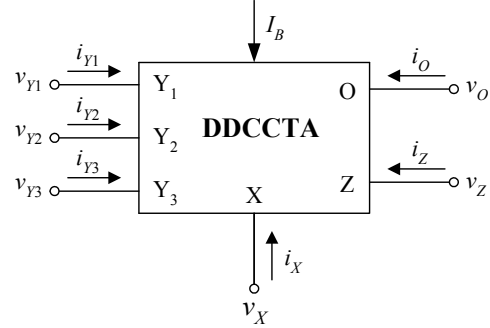 I_B
i_Y1
i_O
v_Y1
Y_1
O
v_O
i_Y2
v_Y2
Y_2
DDCCTA
i_Y3
i_Z
v_Y3
Y_3
X
Z
v_Z
i_X
v_X